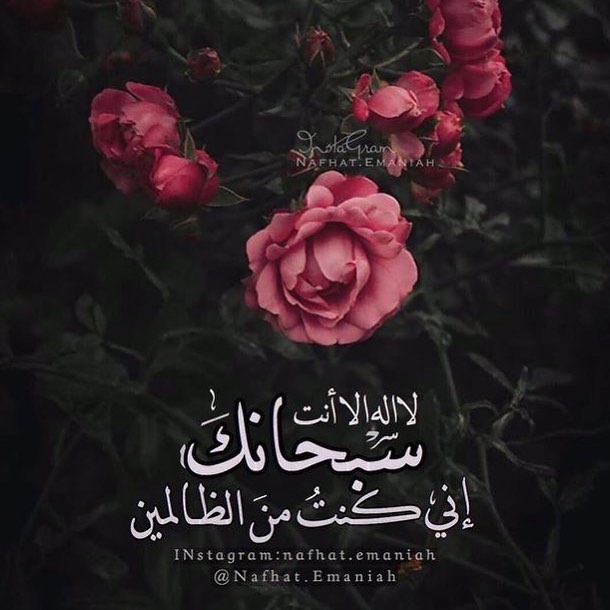 InstaGram
NAFHAT.EMANIAH
لا اله الا أنت
سبحانكَ
إني كنتُ منَ الظالمين
INstagram:nafhat.emaniah
@Nafhat.Emaniah